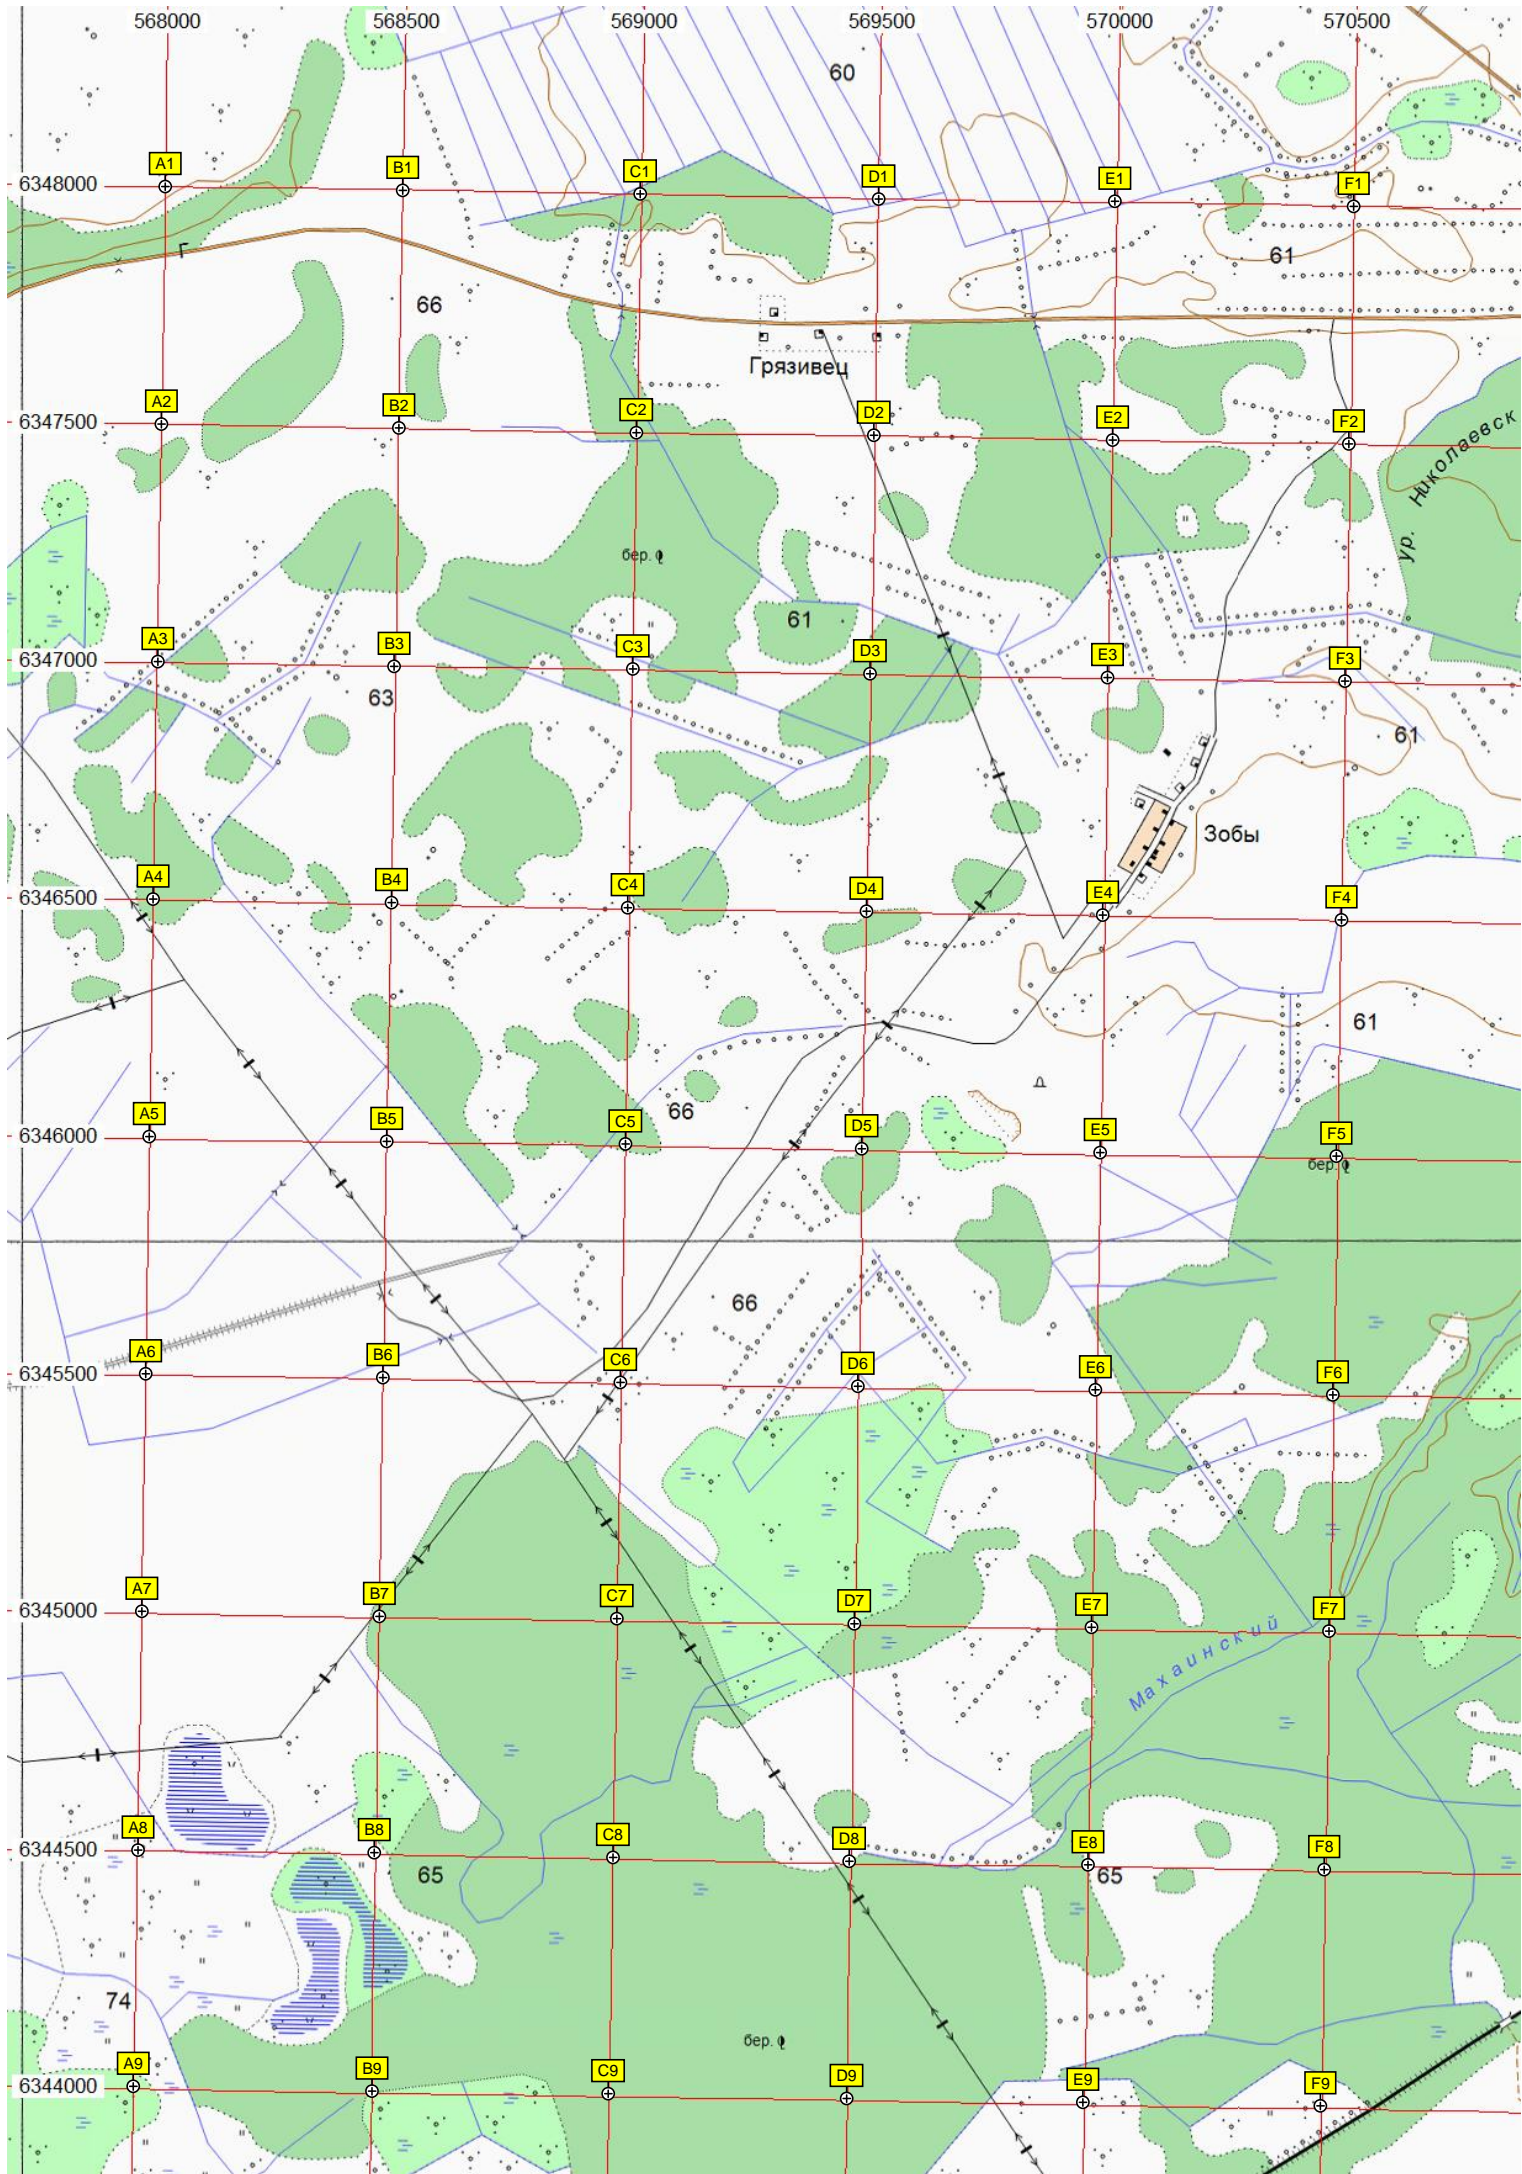 568000 568500 569000 569500 570000 570500
60
A1 B1 C1 D1 E1 F1
6348000
61
66
Грязивец
A2 B2 C2 D2 E2 F2
6347500
Николаевск
ур.
бер.
61
A3 B3 C3 D3 E3 F3
6347000
63
61
Зобы
A4 B4 C4 D4 E4 F4
6346500
61
66
A5 B5 C5 D5 E5 F5
6346000
бер.
66
A6 B6 C6 D6 E6 F6
6345500
A7 B7 C7 D7 E7 F7
6345000
Махаинский
A8 B8 C8 D8 E8 F8
6344500
65 65
74
бер.
A9 B9 C9 D9 E9 F9
6344000